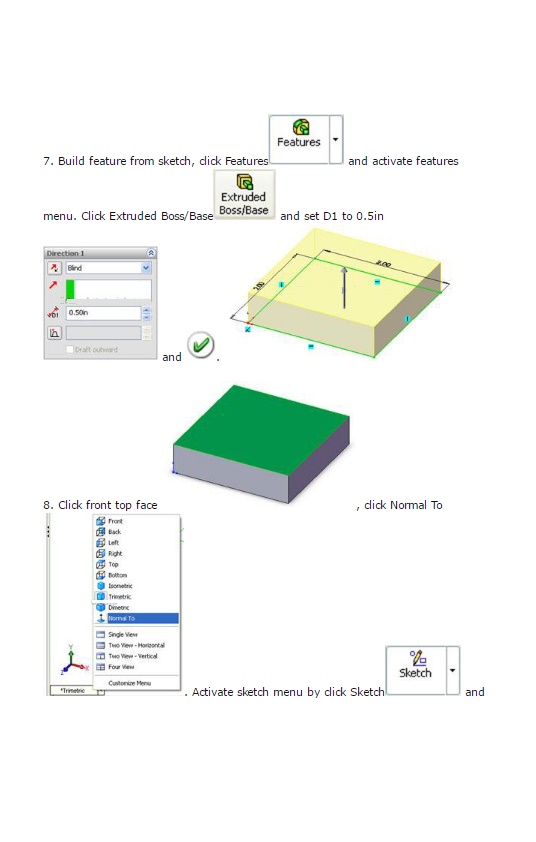 Features
7. Build feature from sketch, click Features and activate features
Extruded
Boss/Base
menu. Click Extruded Boss/Base and set D1 to 0.5in
Direction 1
Blind
D1
0.50in
Draft outward
2.00
2.00
and .
8. Click front top face , click Normal To
Front
Back
Left
Right
Top
Bottom
Isometric
Trimetric
Dimetric
Normal To
Single View
Two View - Horizontal
Two View - Vertical
Four View
Customize Menu
Y
X
Z
*Trimetric
Sketch
. Activate sketch menu by click Sketch and